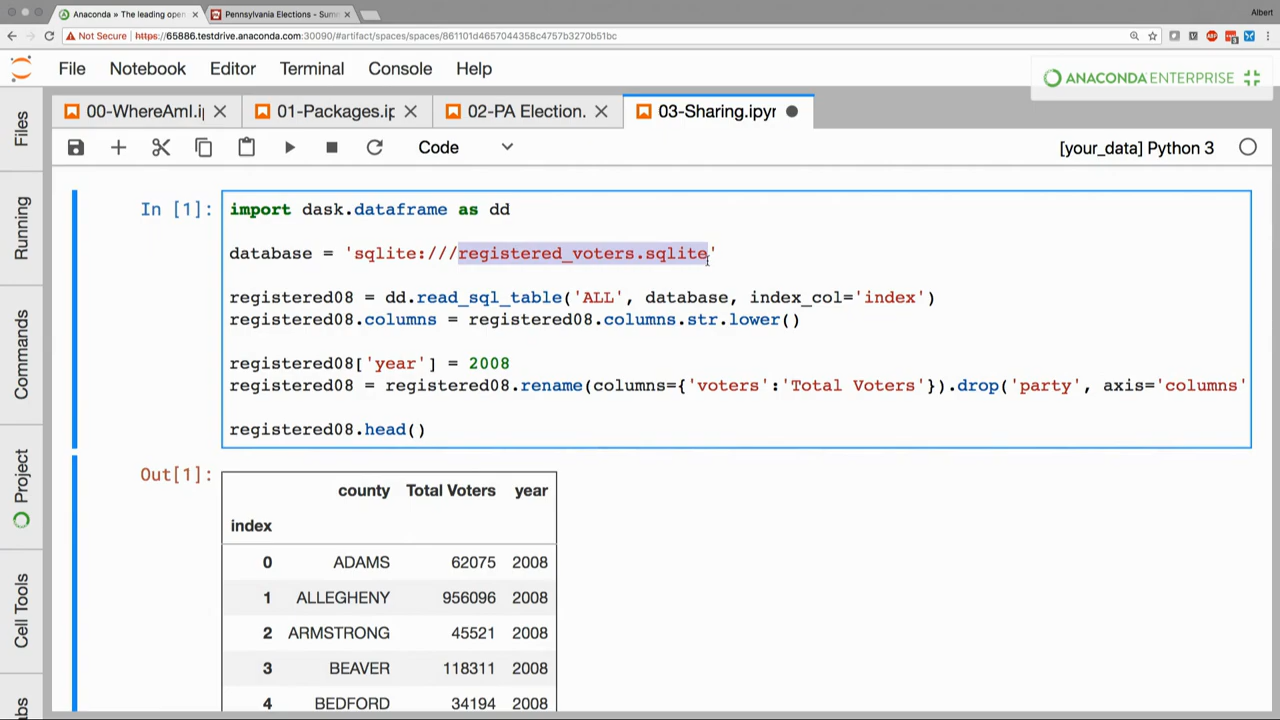 Anaconda » The leading open
Pennsylvania Elections - Sum
Albert
Not Secure https://65886.testdrive.anaconda.com:30090/#artifact/spaces/spaces/861101d4657044358c4757b3270b51bc
File Notebook Editor Terminal Console Help
ANACONDA ENTERPRISE
00-WhereAmI.ip 01-Packages.ip 02-PA Election. 03-Sharing.ipyn
Code
[your_data] Python 3
Files
Running
Commands
Project
Cell Tools
In [1]:
import dask.dataframe as dd
database = 'sqlite:///registered_voters.sqlite'
registered08 = dd.read_sql_table('ALL', database, index_col='index')
registered08.columns = registered08.columns.str.lower()
registered08['year'] = 2008
registered08 = registered08.rename(columns={'voters':'Total Voters'}).drop('party', axis='columns'
registered08.head()
Out[1]:
county Total Voters year
index
0 ADAMS 62075 2008
1 ALLEGHENY 956096 2008
2 ARMSTRONG 45521 2008
3 BEAVER 118311 2008
4 BEDFORD 34194 2008